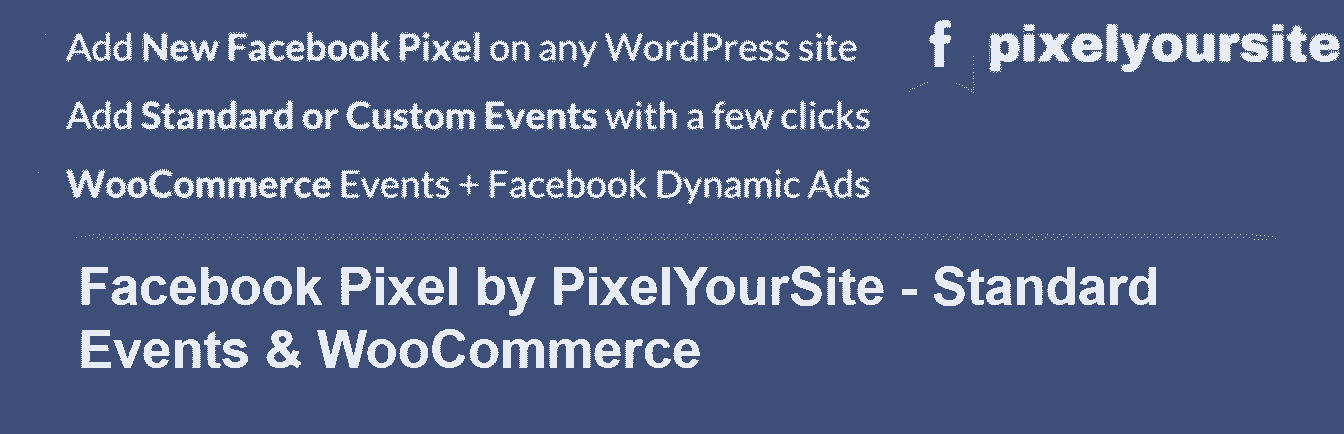 Add New Facebook Pixel on any WordPress site
f pixelyoursite
Add Standard or Custom Events with a few clicks
WooCommerce Events + Facebook Dynamic Ads
Facebook Pixel by PixelYourSite - Standard
Events & WooCommerce